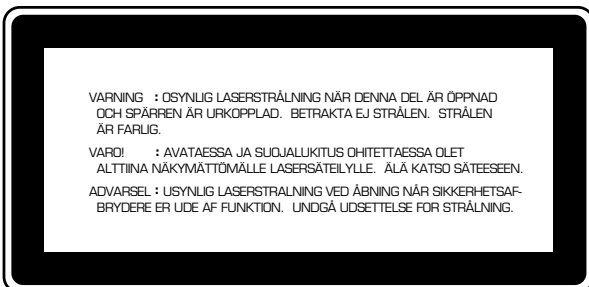 VARNING : OSYNLIG LASERSTRÅLNING NÄR DENNA DEL ÄR ÖPPNAD
OCH SPÄRREN ÄR URKOPPLAD. BETRAKTA EJ STRÅLEN. STRÅLEN
ÄR FARLIG.
VARO! : AVATAESSA JA SUOJALUKITUS OHITETTAESSA OLET
ALTTIINA NÄKYMÄTTÖMÄLLE LASERSÄTEILYLLE. ÄLÄ KATSO SÄTEESEEN.
ADVARSEL : USYNLIG LASERSTRALNING VED ÅBNING NÅR SIKKERHETSAF-
BRYDERE ER UDE AF FUNKTION. UNDGÅ UDSETTELSE FOR STRÅLNING.